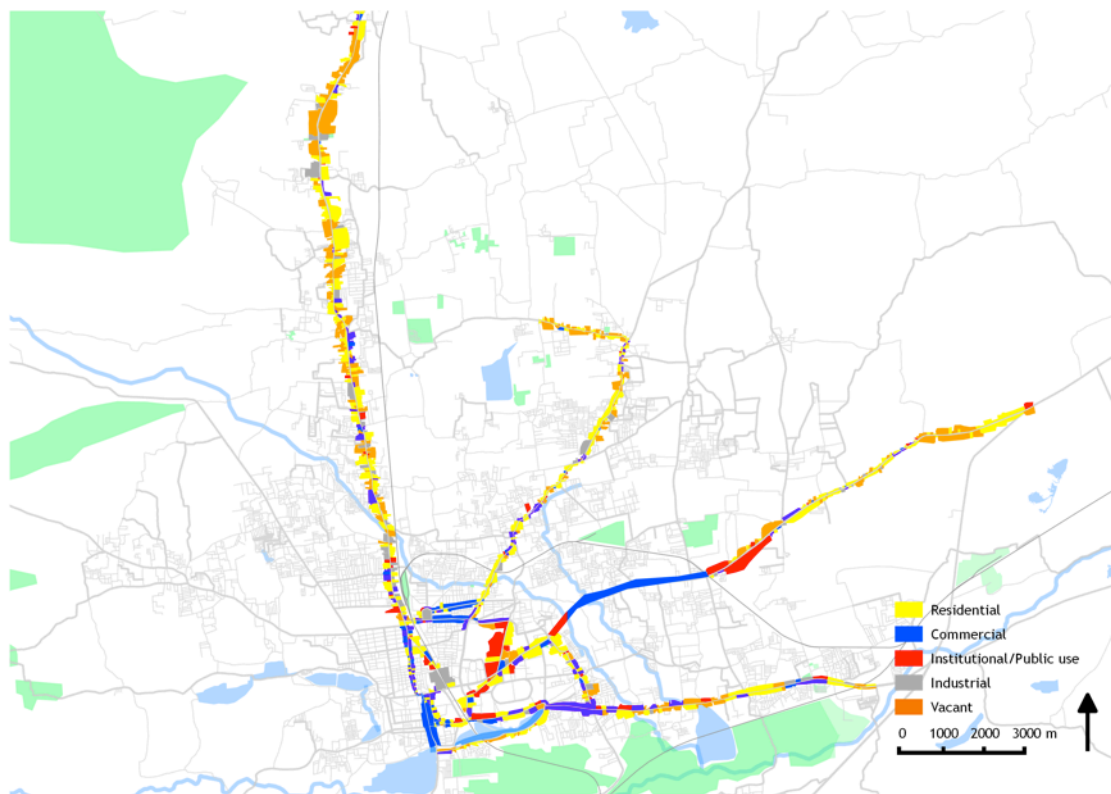 Residential
Commercial
Institutional/Public use
Industrial
Vacant
0 1000 2000 3000 m